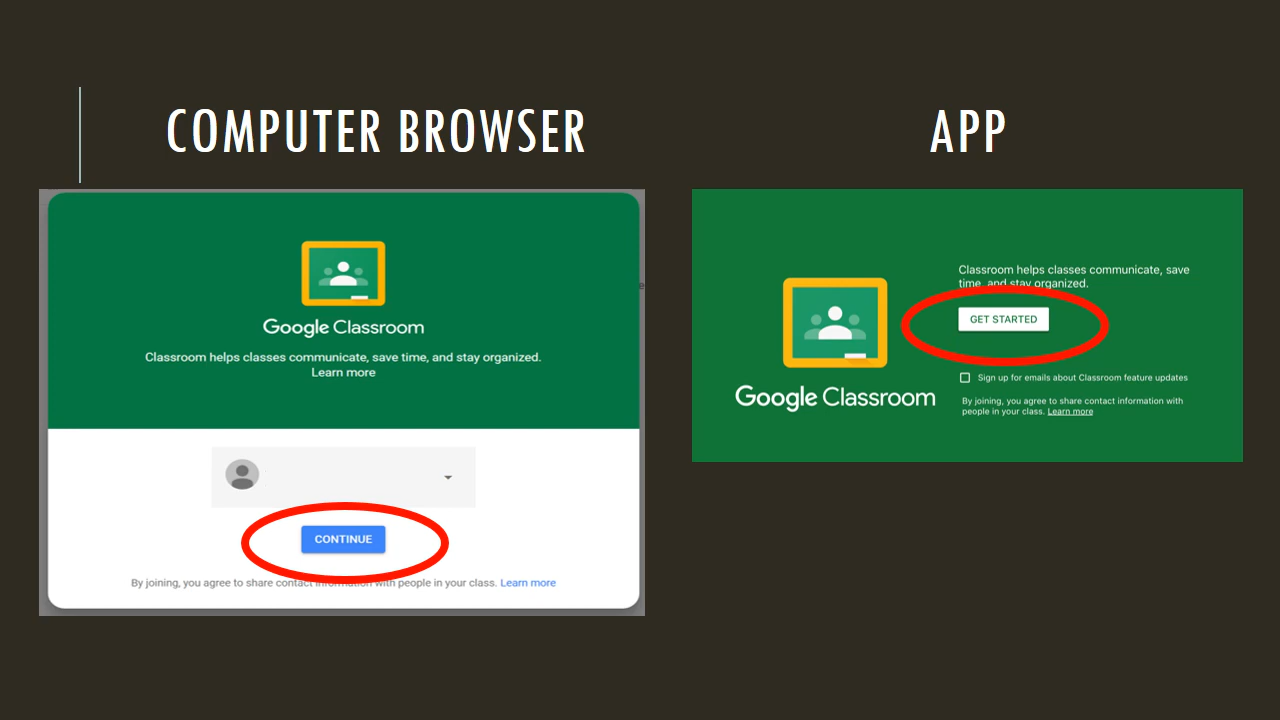 COMPUTER BROWSER
APP
Google Classroom
Classroom helps classes communicate, save time, and stay organized.
Learn more
CONTINUE
By joining, you agree to share contact information with people in your class. Learn more
Classroom helps classes communicate, save
time, and stay organized.
GET STARTED
Google Classroom
Sign up for emails about Classroom feature updates
By joining, you agree to share contact information with
people in your class. Learn more